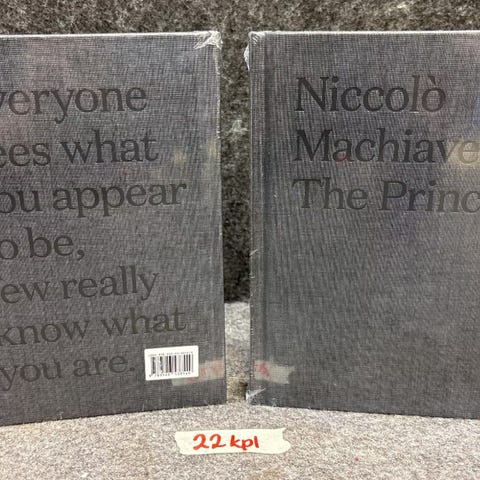 veryone
ees what
ou appear
o be,
ew really
know what
you are.
Niccolò
Machiave
The Princ
22 kpl